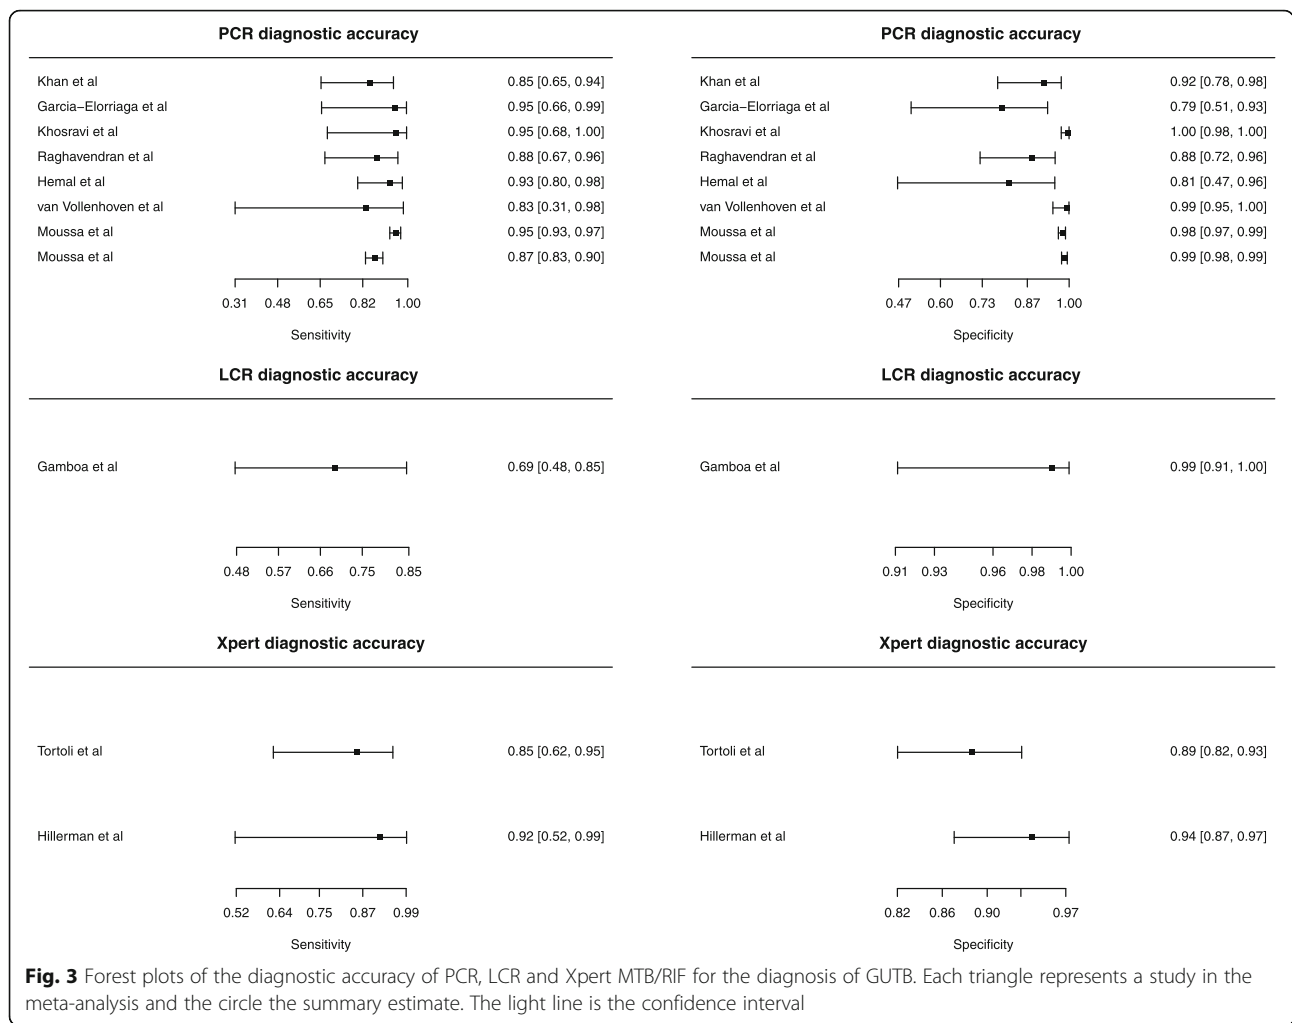 PCR diagnostic accuracy
Khan et al 0.85 [0.65, 0.94]
Garcia−Elorriaga et al 0.95 [0.66, 0.99]
Khosravi et al 0.95 [0.68, 1.00]
Raghavendran et al 0.88 [0.67, 0.96]
Hemal et al 0.93 [0.80, 0.98]
van Vollenhoven et al 0.83 [0.31, 0.98]
Moussa et al 0.95 [0.93, 0.97]
Moussa et al 0.87 [0.83, 0.90]
0.31 0.48 0.65 0.82 1.00
Sensitivity
PCR diagnostic accuracy
Khan et al 0.92 [0.78, 0.98]
Garcia−Elorriaga et al 0.79 [0.51, 0.93]
Khosravi et al 1.00 [0.98, 1.00]
Raghavendran et al 0.88 [0.72, 0.96]
Hemal et al 0.81 [0.47, 0.96]
van Vollenhoven et al 0.99 [0.95, 1.00]
Moussa et al 0.98 [0.97, 0.99]
Moussa et al 0.99 [0.98, 0.99]
0.47 0.60 0.73 0.87 1.00
Specificity
LCR diagnostic accuracy
Gamboa et al 0.69 [0.48, 0.85]
0.48 0.57 0.66 0.75 0.85
Sensitivity
LCR diagnostic accuracy
Gamboa et al 0.99 [0.91, 1.00]
0.91 0.93 0.96 0.98 1.00
Specificity
Xpert diagnostic accuracy
Tortoli et al 0.85 [0.62, 0.95]
Hillerman et al 0.92 [0.52, 0.99]
0.52 0.64 0.75 0.87 0.99
Sensitivity
Xpert diagnostic accuracy
Tortoli et al 0.89 [0.82, 0.93]
Hillerman et al 0.94 [0.87, 0.97]
0.82 0.86 0.90 0.97
Specificity
Fig. 3 Forest plots of the diagnostic accuracy of PCR, LCR and Xpert MTB/RIF for the diagnosis of GUTB. Each triangle represents a study in the
meta-analysis and the circle the summary estimate. The light line is the confidence interval